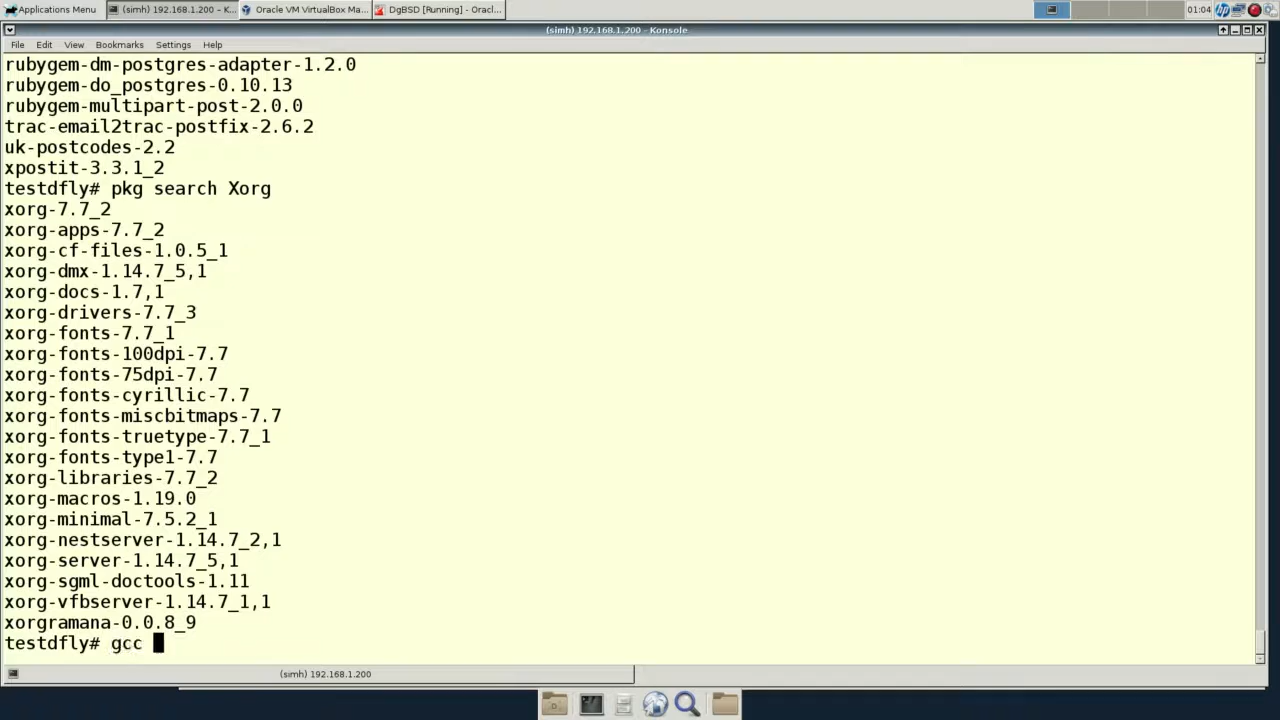 Applications Menu
(simh) 192.168.1.200 - K...
Oracle VM VirtualBox Ma...
DgBSD [Running] - Oracl...
01:04
(simh) 192.168.1.200 - Konsole
File Edit View Bookmarks Settings Help
rubygem-dm-postgres-adapter-1.2.0
rubygem-do_postgres-0.10.13
rubygem-multipart-post-2.0.0
trac-email2trac-postfix-2.6.2
uk-postcodes-2.2
xpostit-3.3.1_2
testdfly# pkg search Xorg
xorg-7.7_2
xorg-apps-7.7_2
xorg-cf-files-1.0.5_1
xorg-dmx-1.14.7_5,1
xorg-docs-1.7,1
xorg-drivers-7.7_3
xorg-fonts-7.7_1
xorg-fonts-100dpi-7.7
xorg-fonts-75dpi-7.7
xorg-fonts-cyrillic-7.7
xorg-fonts-miscbitmaps-7.7
xorg-fonts-truetype-7.7_1
xorg-fonts-type1-7.7
xorg-libraries-7.7_2
xorg-macros-1.19.0
xorg-minimal-7.5.2_1
xorg-nestserver-1.14.7_2,1
xorg-server-1.14.7_5,1
xorg-sgml-doctools-1.11
xorg-vfbserver-1.14.7_1,1
xorgramana-0.0.8_9
testdfly# gcc
(simh) 192.168.1.200